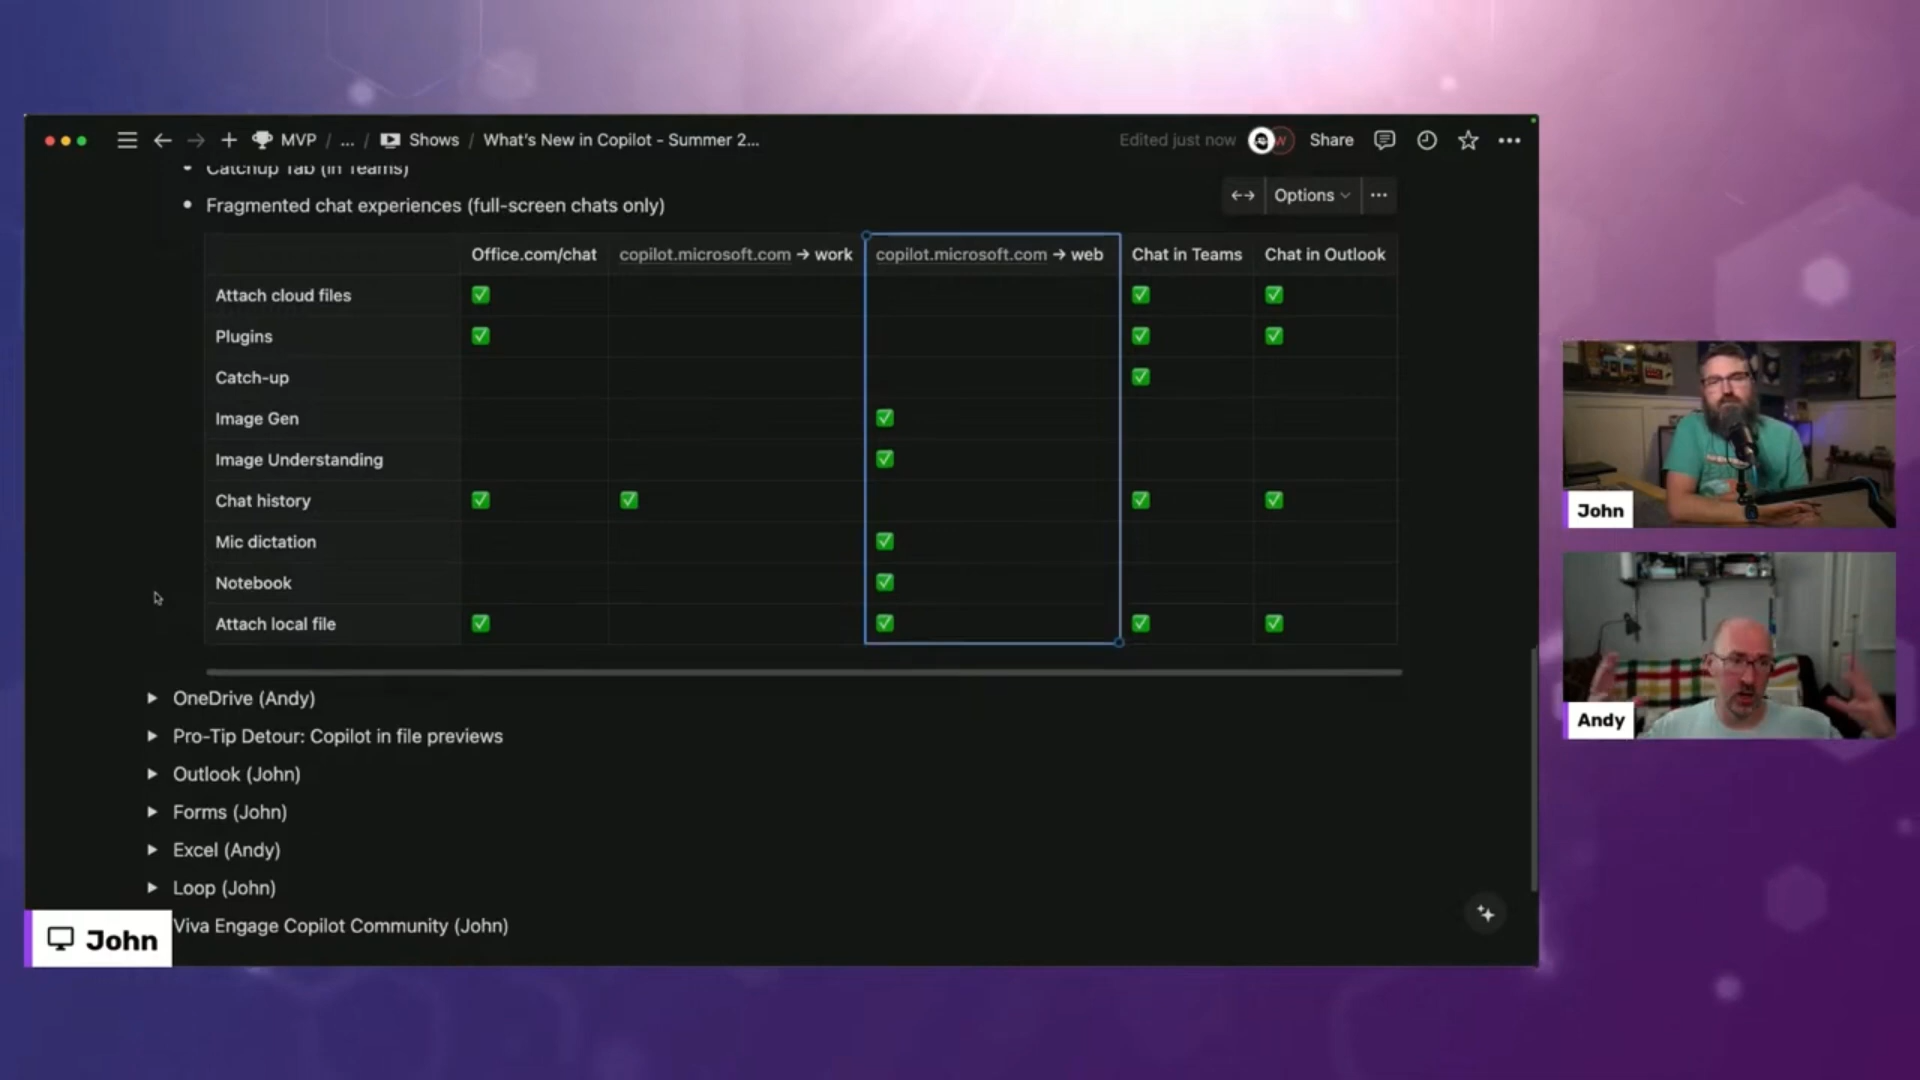 MVP / ... / Shows / What's New in Copilot - Summer 2...
Edited just now
Share
Catchup Tab (in Teams)
Fragmented chat experiences (full-screen chats only)
Options
Office.com/chat copilot.microsoft.com → work copilot.microsoft.com → web Chat in Teams Chat in Outlook
Attach cloud files ✅ ✅ ✅
Plugins ✅ ✅ ✅
Catch-up ✅
Image Gen ✅
Image Understanding ✅
Chat history ✅ ✅ ✅ ✅
Mic dictation ✅
Notebook ✅
Attach local file ✅ ✅ ✅ ✅
OneDrive (Andy)
Pro-Tip Detour: Copilot in file previews
Outlook (John)
Forms (John)
Excel (Andy)
Loop (John)
Viva Engage Copilot Community (John)
John
John
Andy